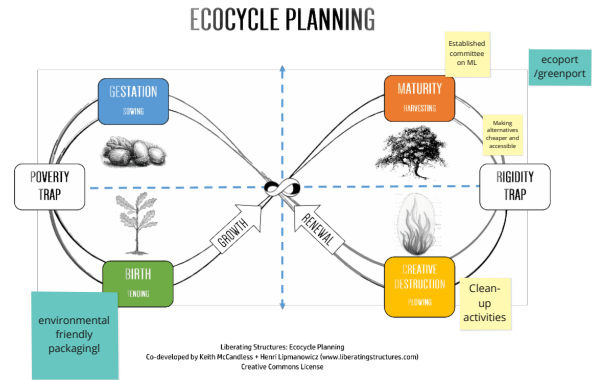 ECOCYCLE PLANNING
Established
committee
on ML
ecoport
/greenport
GESTATION
SOWING
MATURITY
HARVESTING
Making
alternatives
cheaper and
accessible
POVERTY
TRAP
RIGIDITY
TRAP
GROWTH
RENEWAL
BIRTH
TENDING
CREATIVE
DESTRUCTION
PLOWING
Clean-
up
activities
environmental
friendly
packagingl
Liberating Structures: Ecocycle Planning
Co-developed by Keith McCandless + Henri Lipmanowicz (www.liberatingstructures.com)
Creative Commons License